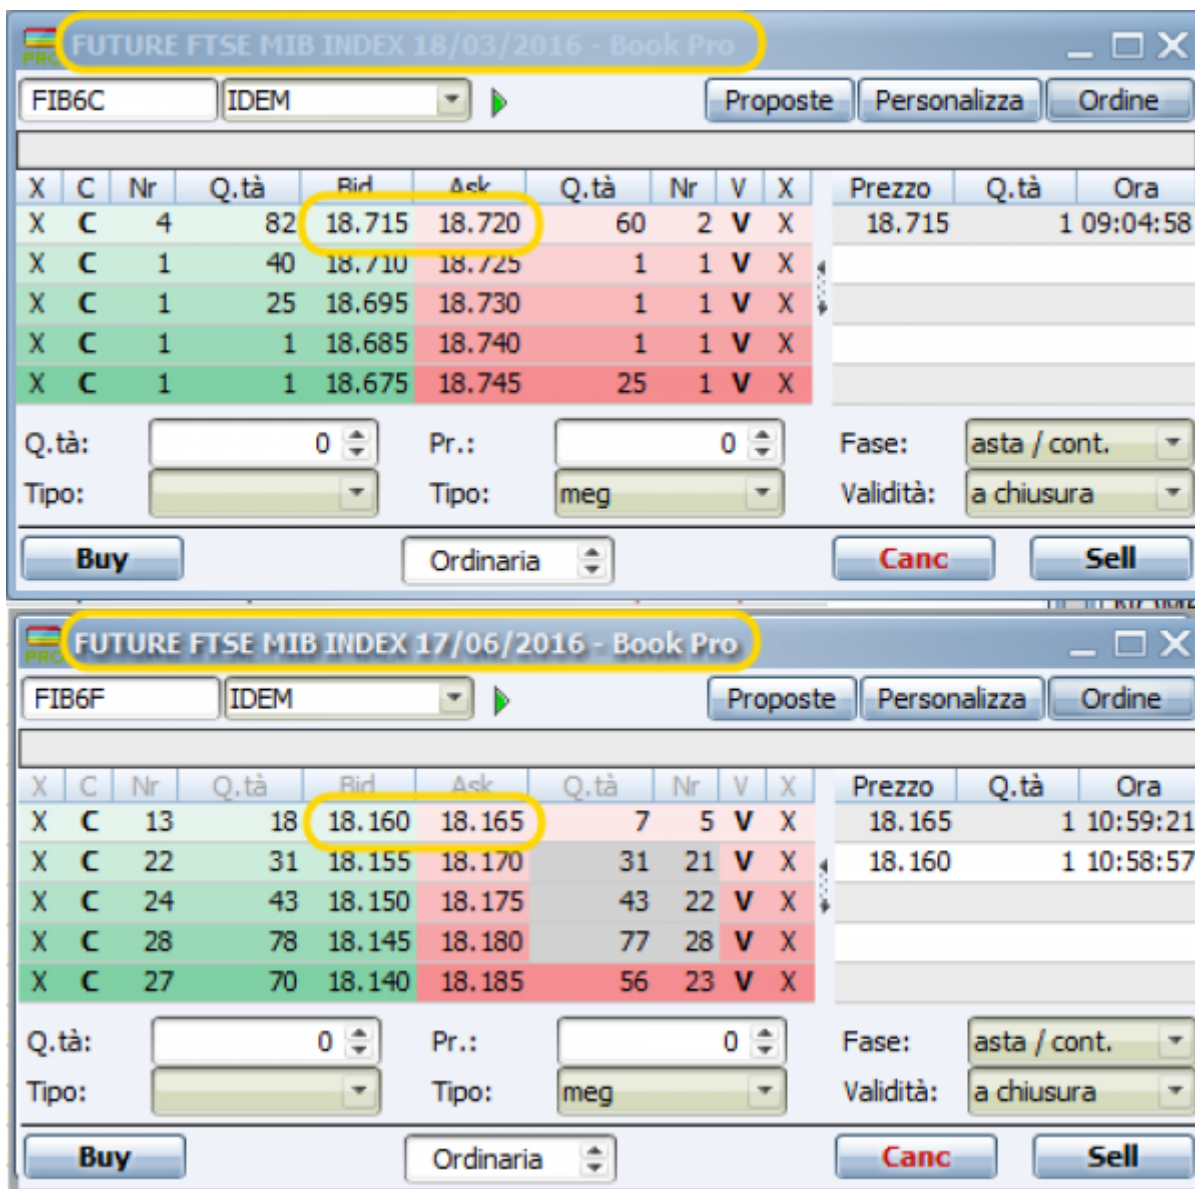 FUTURE FTSE MIB INDEX 18/03/2016 - Book Pro
PRO
FIB6C IDEM Proposte Personalizza Ordine
X C Nr Q.tà Bid Ask Q.tà Nr V X Prezzo Q.tà Ora
X C 4 82 18.715 18.720 60 2 V X 18.715 1 09:04:58
X C 1 40 18.710 18.725 1 1 V X
X C 1 25 18.695 18.730 1 1 V X
X C 1 1 18.685 18.740 1 1 V X
X C 1 1 18.675 18.745 25 1 V X
Q.tà: 0 Pr.: 0 Fase: asta / cont.
Tipo: Tipo: meg Validità: a chiusura
Buy Ordinaria Canc Sell
FUTURE FTSE MIB INDEX 17/06/2016 - Book Pro
PRO
FIB6F IDEM Proposte Personalizza Ordine
X C Nr Q.tà Bid Ask Q.tà Nr V X Prezzo Q.tà Ora
X C 13 18 18.160 18.165 7 5 V X 18.165 1 10:59:21
X C 22 31 18.155 18.170 31 21 V X 18.160 1 10:58:57
X C 24 43 18.150 18.175 43 22 V X
X C 28 78 18.145 18.180 77 28 V X
X C 27 70 18.140 18.185 56 23 V X
Q.tà: 0 Pr.: 0 Fase: asta / cont.
Tipo: Tipo: meg Validità: a chiusura
Buy Ordinaria Canc Sell